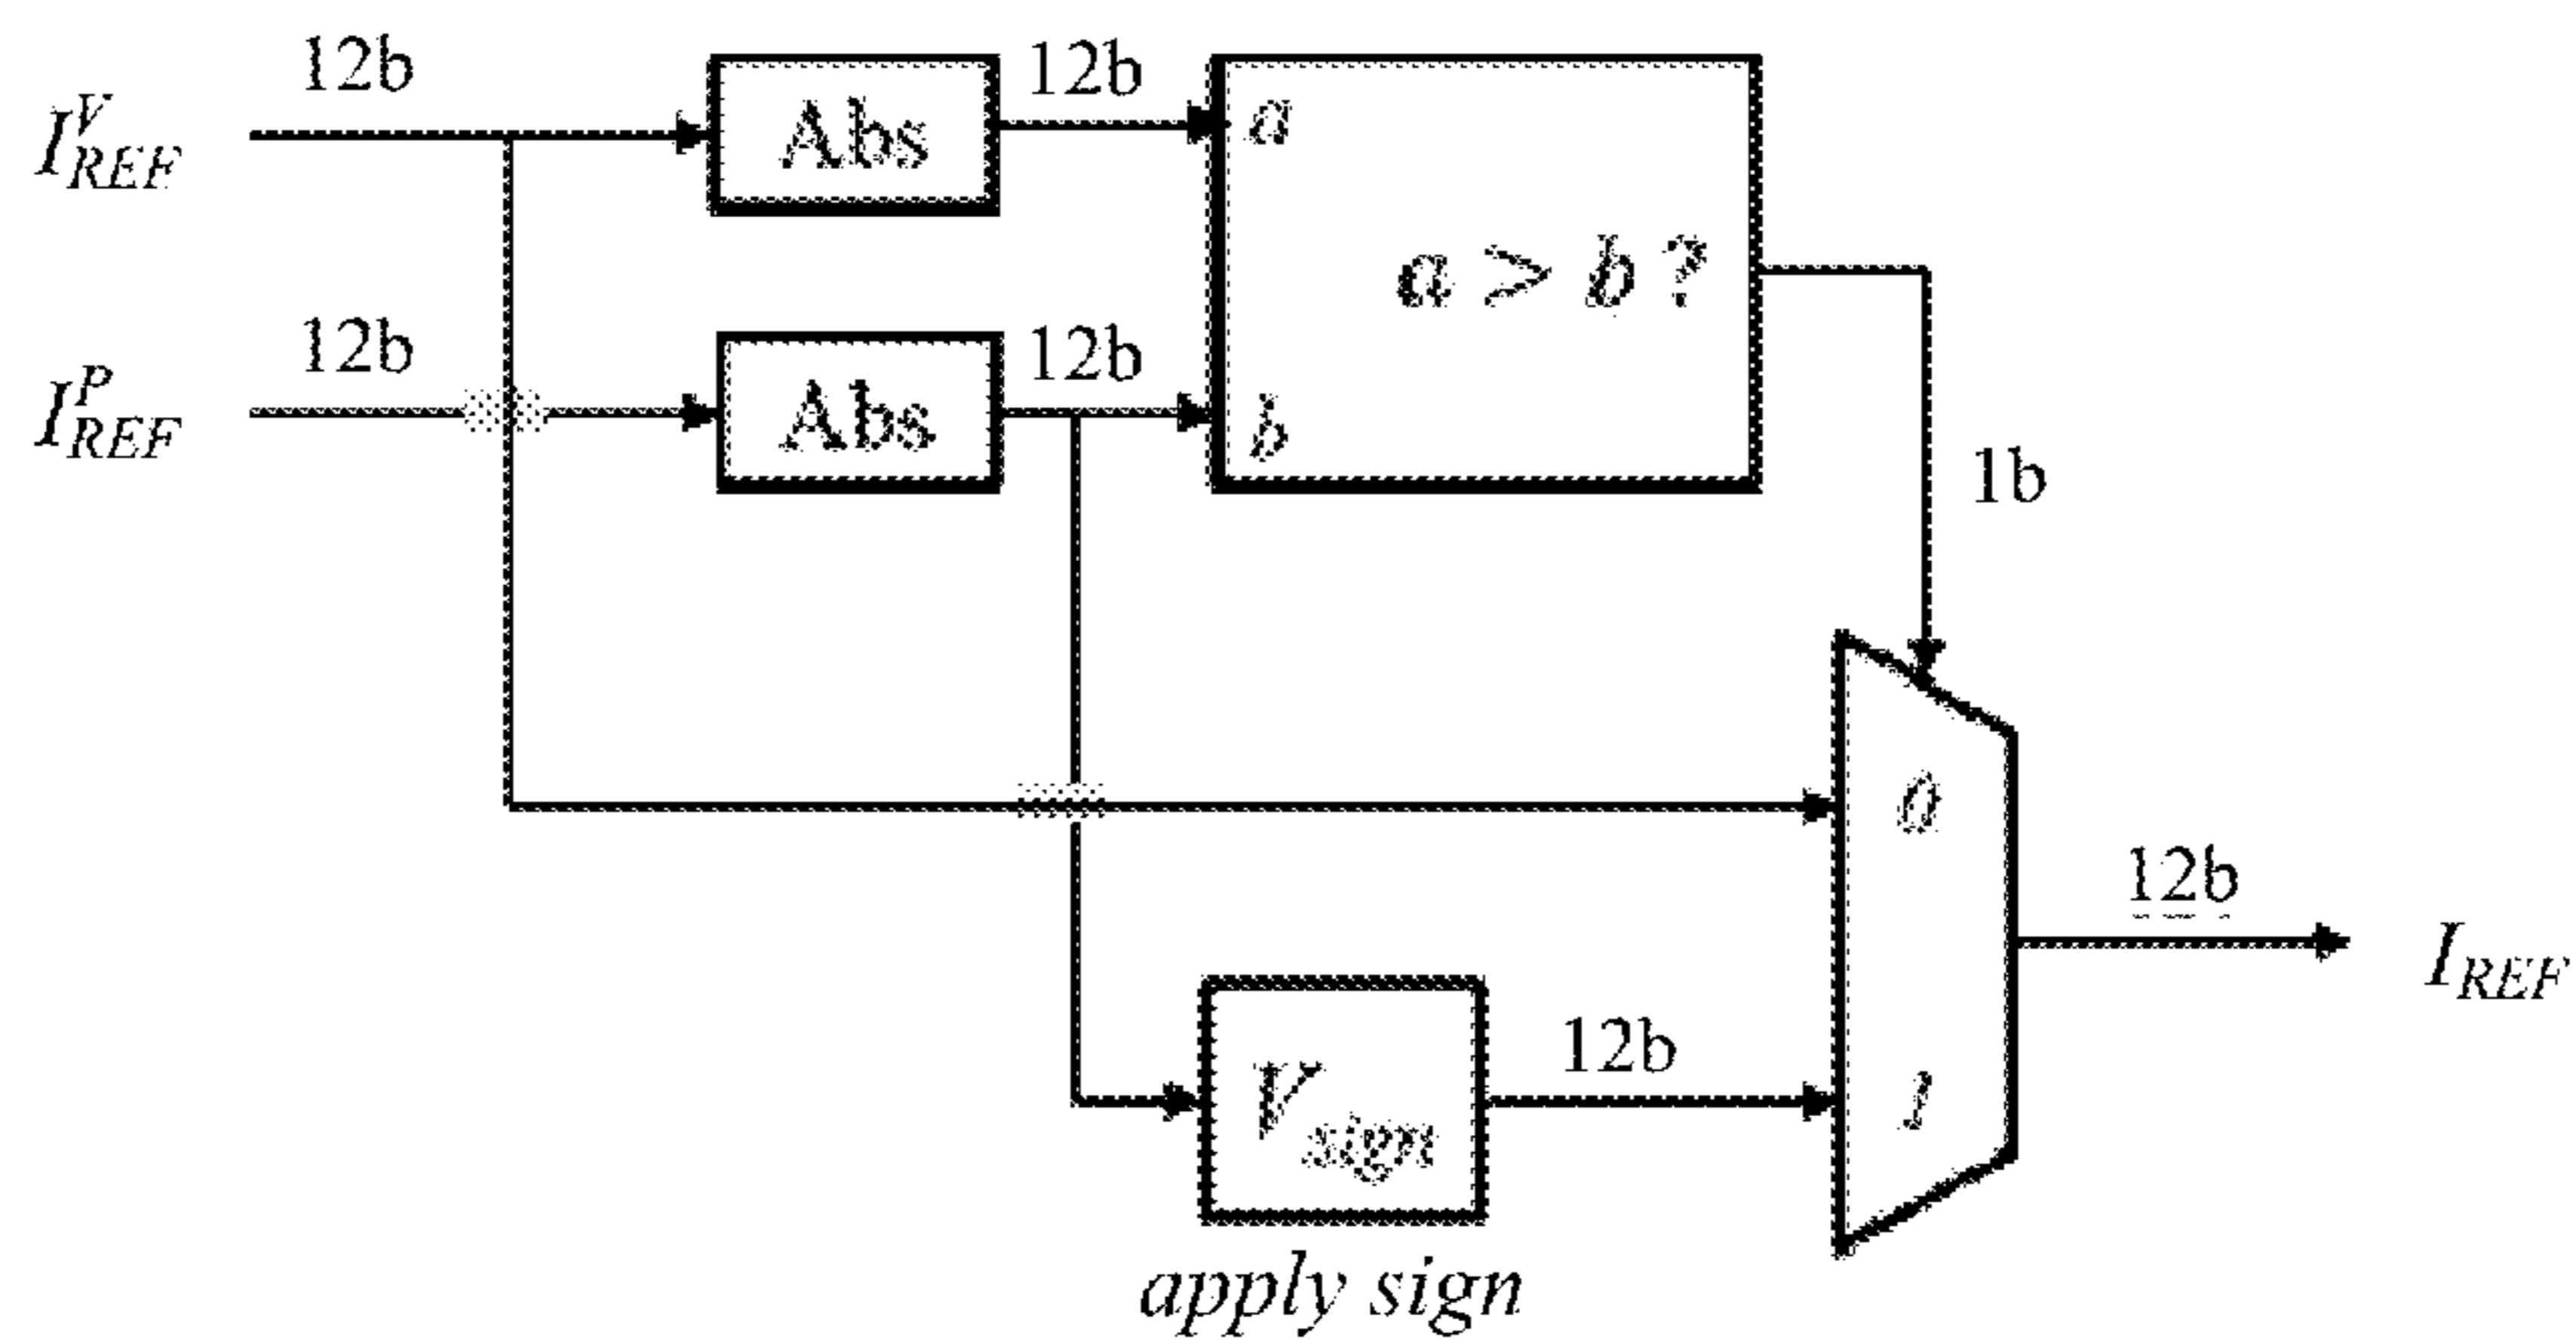 12b
12b
I^V_REF
Abs
a
a > b ?
12b
12b
I^P_REF
Abs
b
1b
0
12b
I_REF
12b
V_sign
1
apply sign